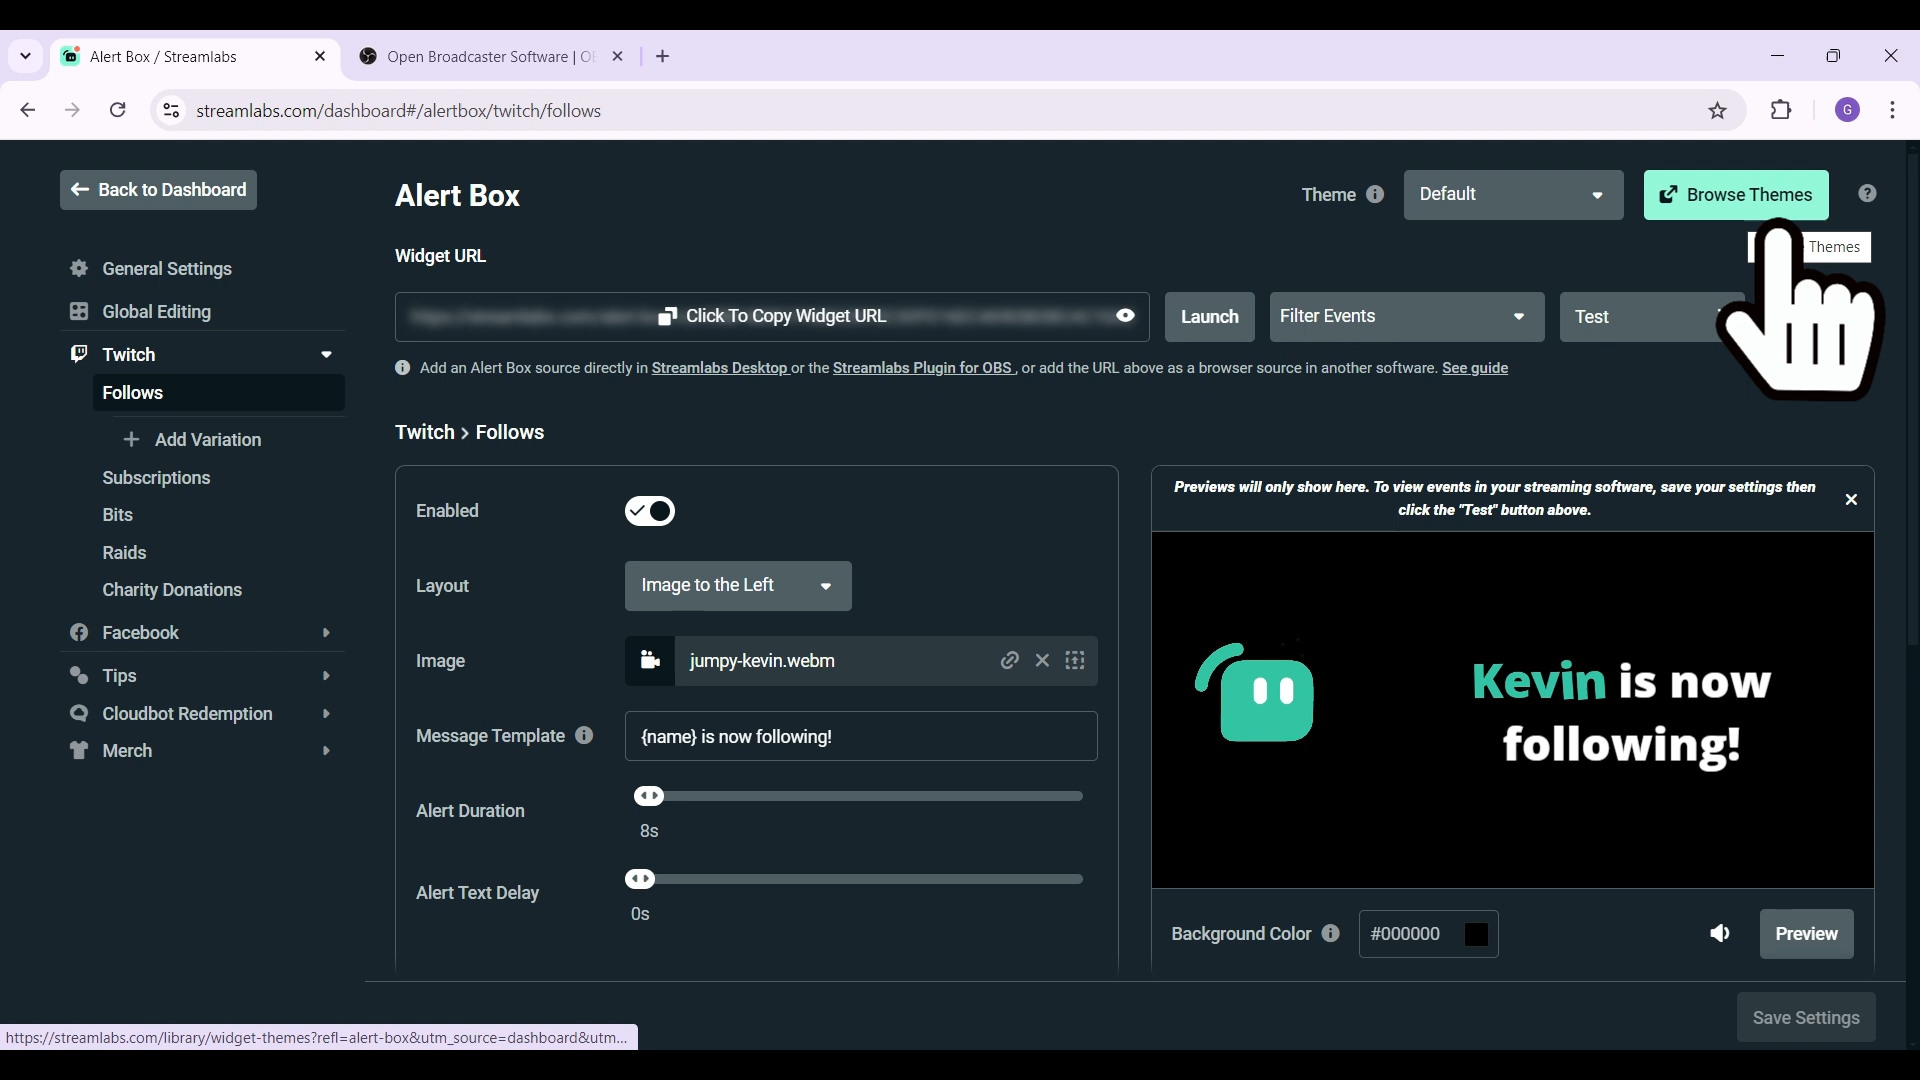 Alert Box / Streamlabs
Open Broadcaster Software | O
streamlabs.com/dashboard#/alertbox/twitch/follows
G
Back to Dashboard
Alert Box
Theme
Default
Browse Themes
Themes
Widget URL
General Settings
Global Editing
Click To Copy Widget URL
Launch
Filter Events
Test
Twitch
Add an Alert Box source directly in Streamlabs Desktop or the Streamlabs Plugin for OBS , or add the URL above as a browser source in another software. See guide
Follows
Add Variation
Subscriptions
Bits
Raids
Charity Donations
Facebook
Tips
Cloudbot Redemption
Merch
Twitch > Follows
Enabled
Layout
Image to the Left
Image
jumpy-kevin.webm
Message Template
{name} is now following!
Alert Duration
8s
Alert Text Delay
0s
Previews will only show here. To view events in your streaming software, save your settings then
click the "Test" button above.
Kevin is now
following!
Background Color
#000000
Preview
Save Settings
https://streamlabs.com/library/widget-themes?refl=alert-box&utm_source=dashboard&utm...